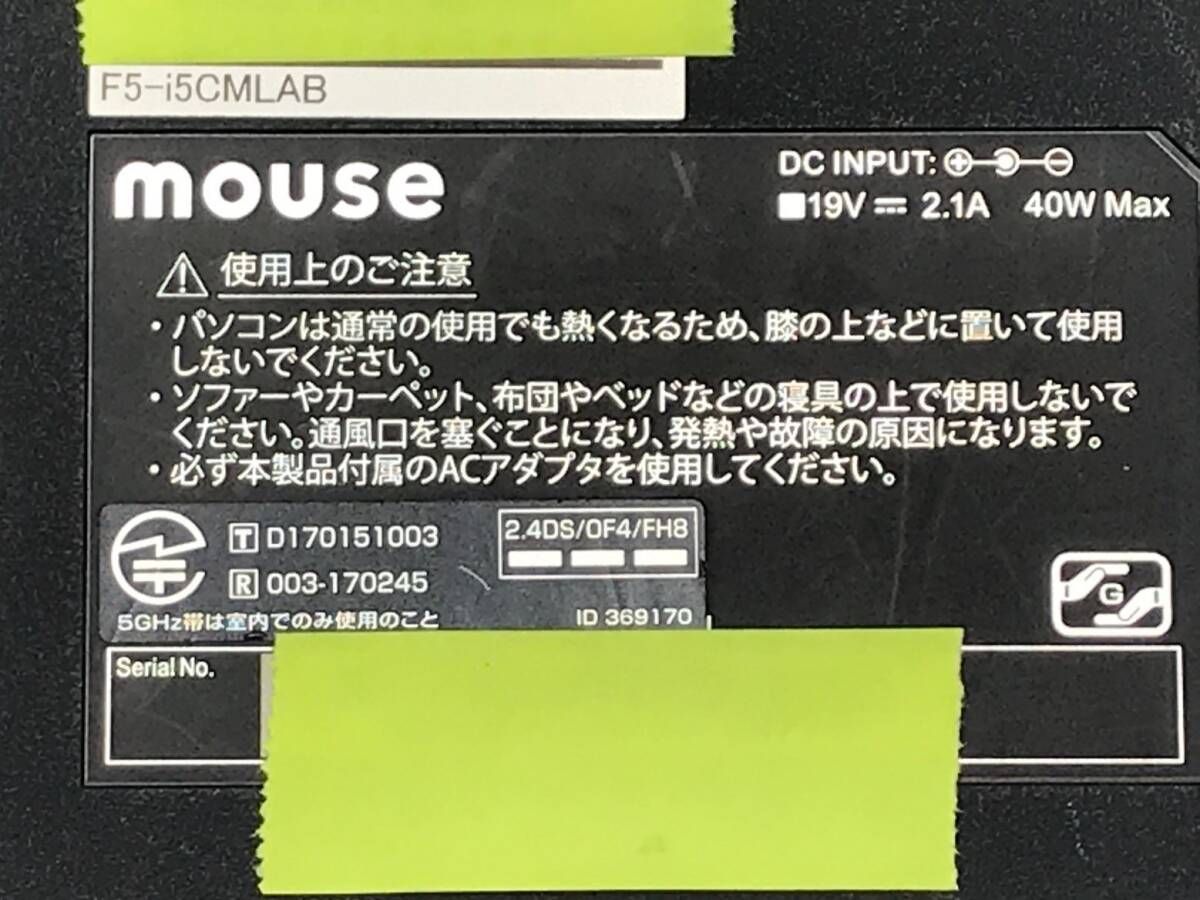 F5-i5CMLAB
mouse
DC INPUT:
19V 2.1A 40W Max
使用上のご注意
・パソコンは通常の使用でも熱くなるため、膝の上などに置いて使用
しないでください。
・ソファーやカーペット、布団やベッドなどの寝具の上で使用しないで
ください。通風口を塞ぐことになり、発熱や故障の原因になります。
・必ず本製品付属のACアダプタを使用してください。
T D170151003
R 003-170245
2.4DS/OF4/FH8
5GHz帯は室内でのみ使用のこと
ID 369170
G
Serial No.